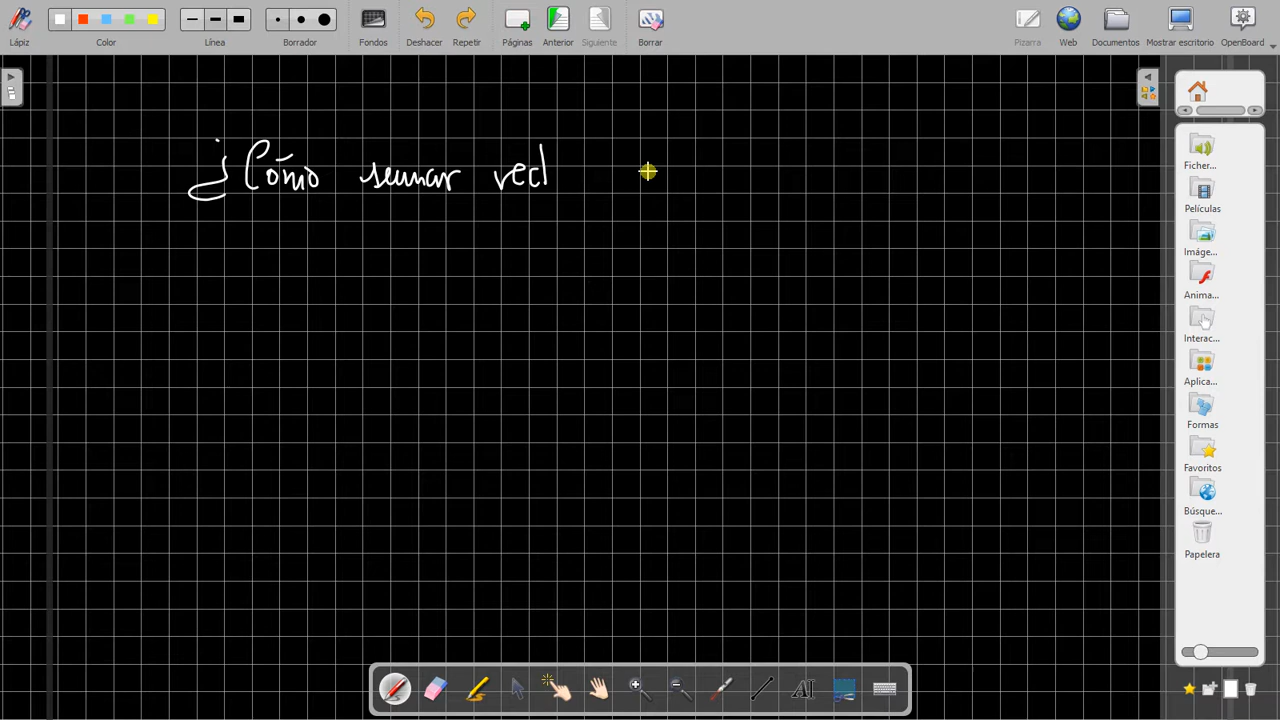 Lápiz
Color
Línea
Borrador
Fondos
Deshacer
Repetir
Páginas
Anterior
Siguiente
Borrar
Pizarra
Web
Documentos
Mostrar escritorio
OpenBoard
¿Cómo sumar vecl
Ficher...
Películas
Imáge...
Anima...
Interac...
Aplica...
Formas
Favoritos
Búsque...
Papelera